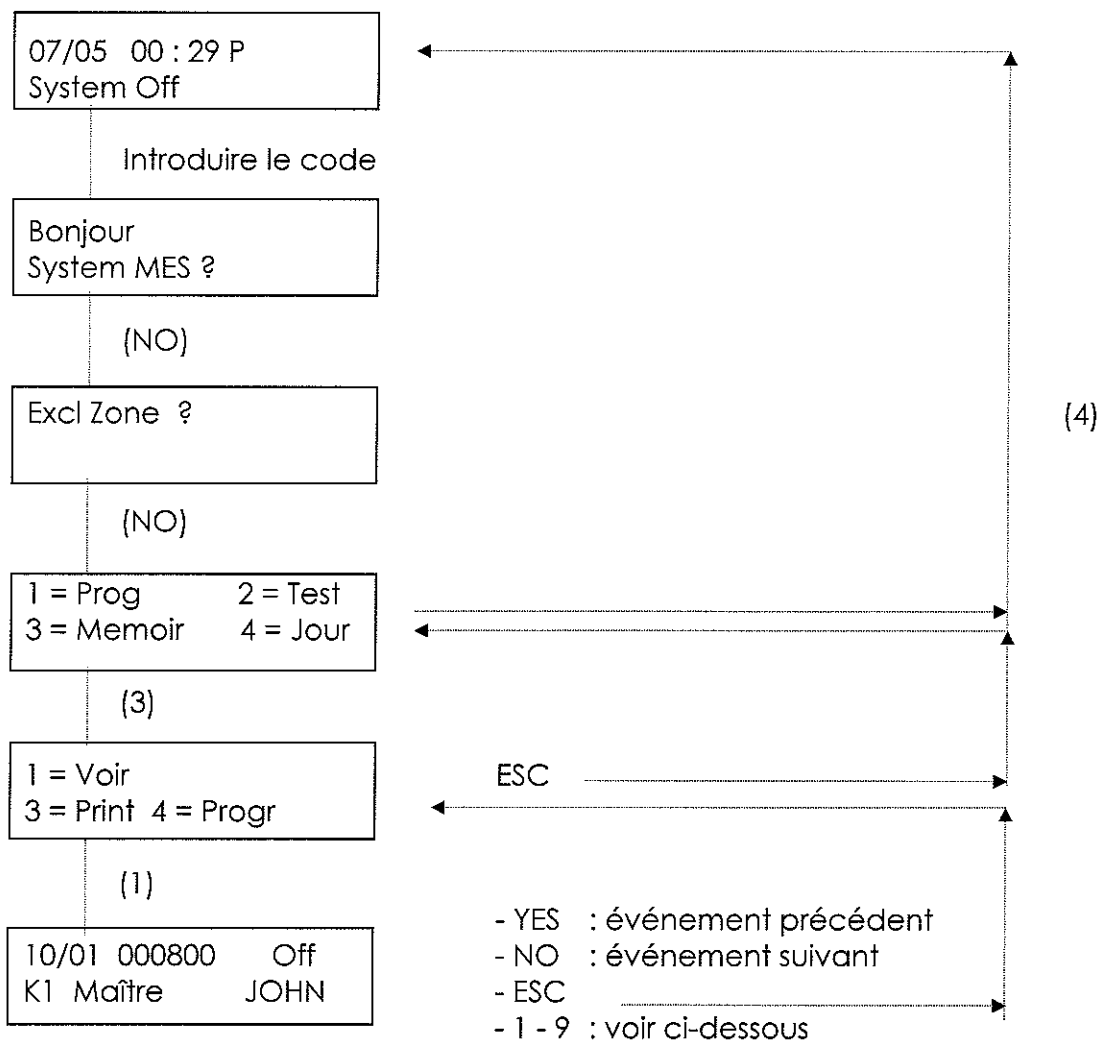 07/05 00 : 29 P
System Off
Introduire le code
Bonjour
System MES ?
(NO)
Excl Zone ?
(4)
(NO)
1 = Prog 2 = Test
3 = Memoir 4 = Jour
(3)
1 = Voir
3 = Print 4 = Progr
ESC
(1)
10/01 000800 Off
K1 Maître JOHN
- YES : événement précédent
- NO : événement suivant
- ESC
- 1 - 9 : voir ci-dessous